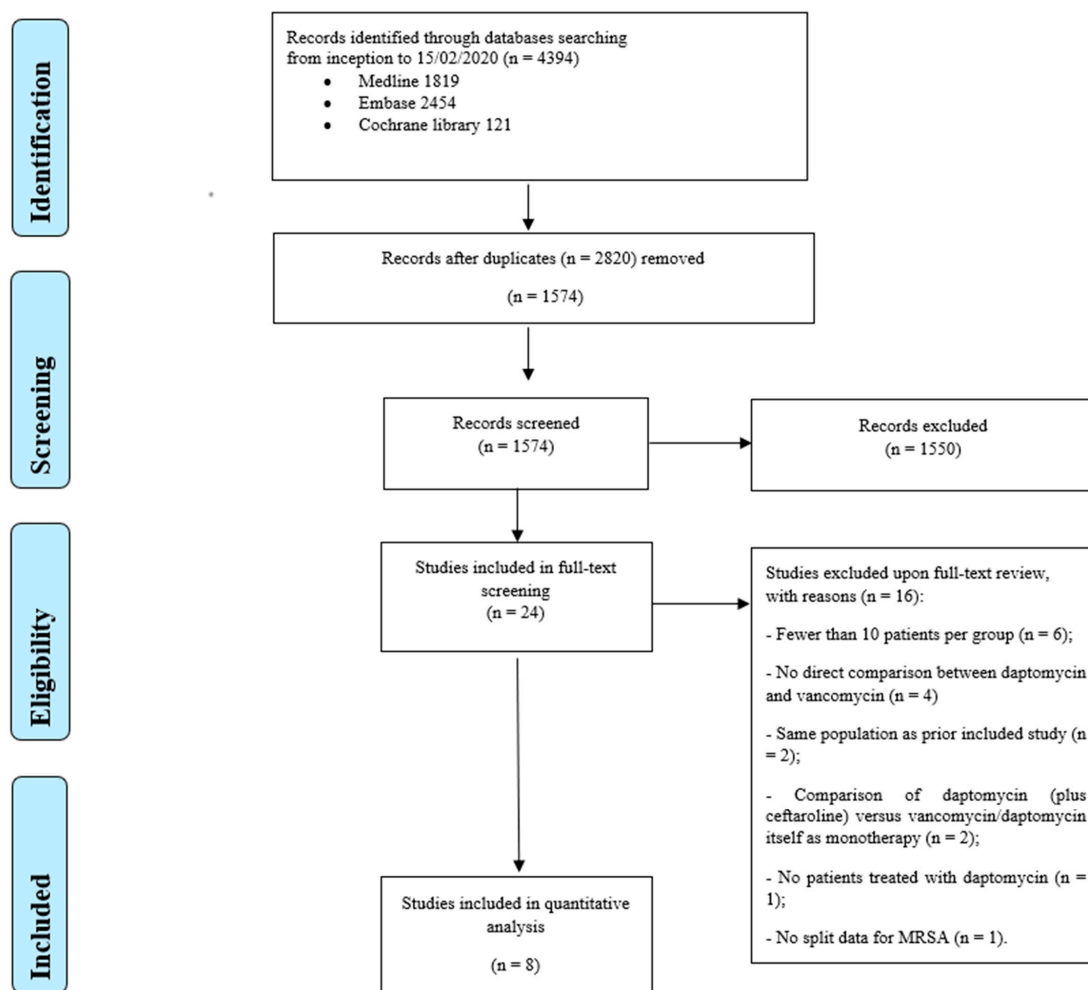 Identification
Records identified through databases searching
from inception to 15/02/2020 (n = 4394)
• Medline 1819
• Embase 2454
• Cochrane library 121
Records after duplicates (n = 2820) removed
(n = 1574)
Screening
Records screened
(n = 1574)
Records excluded
(n = 1550)
Eligibility
Studies included in full-text
screening
(n = 24)
Studies excluded upon full-text review,
with reasons (n = 16):
- Fewer than 10 patients per group (n = 6);
- No direct comparison between daptomycin
and vancomycin (n = 4)
- Same population as prior included study (n
= 2);
- Comparison of daptomycin (plus
ceftaroline) versus vancomycin/daptomycin
itself as monotherapy (n = 2);
- No patients treated with daptomycin (n =
1);
- No split data for MRSA (n = 1).
Included
Studies included in quantitative
analysis
(n = 8)